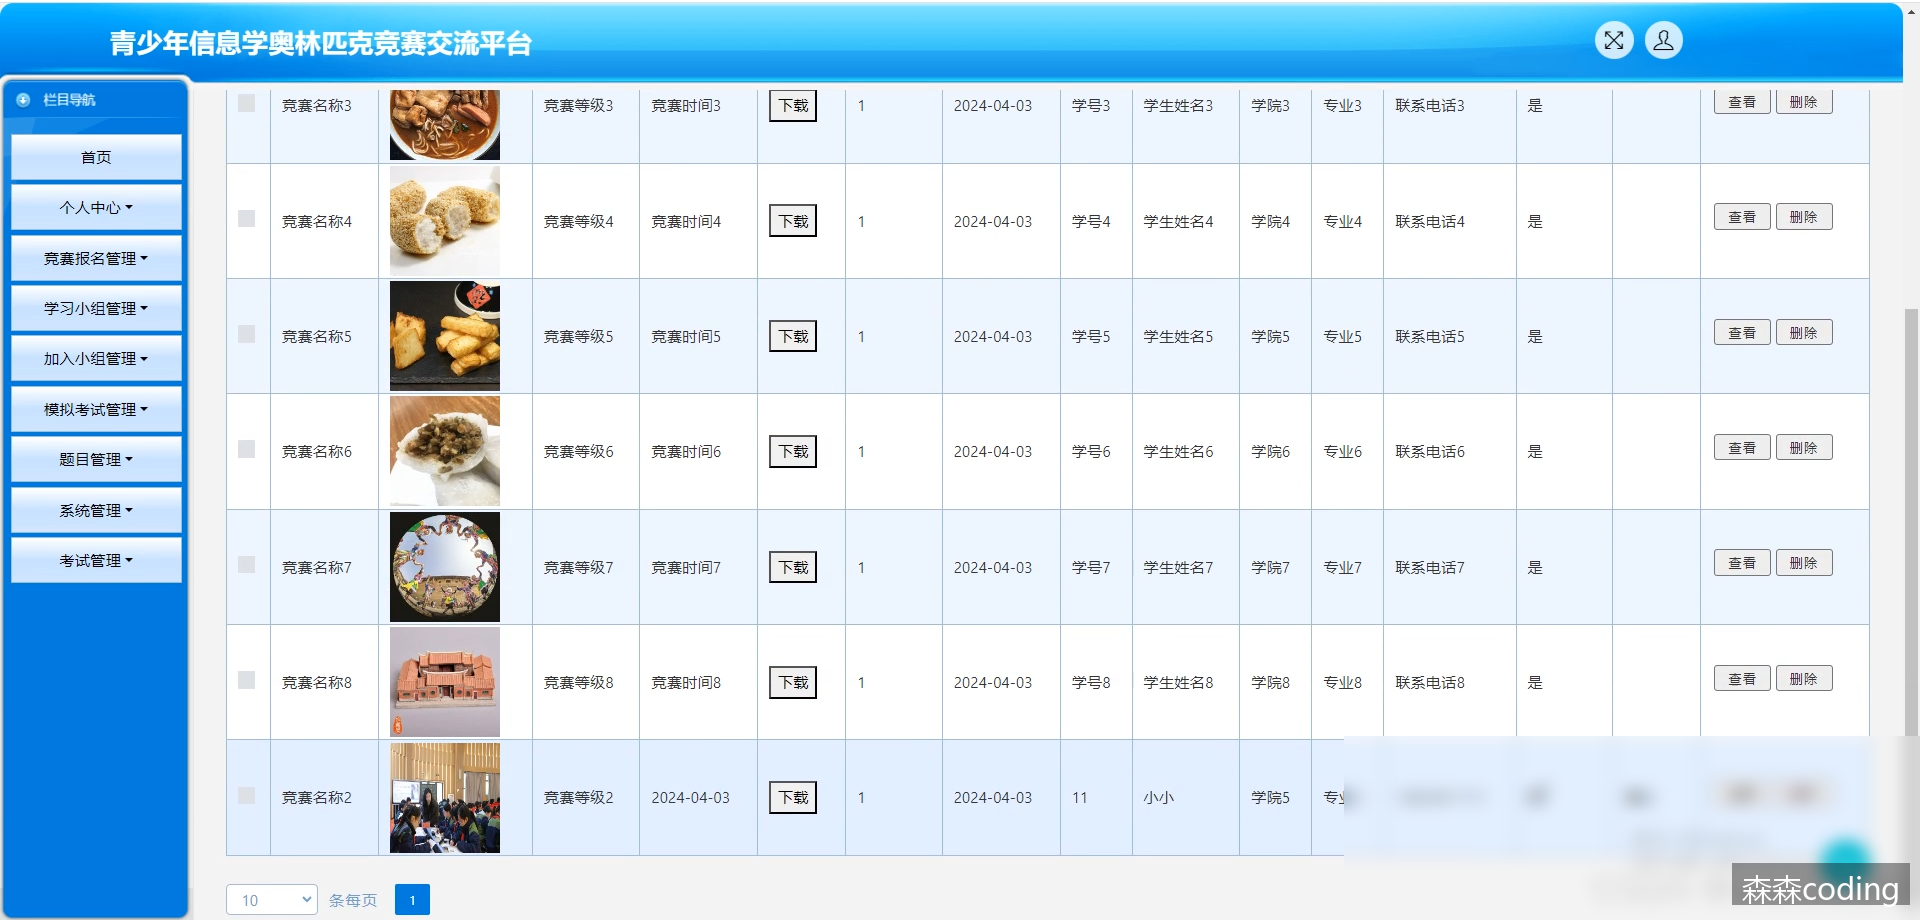 青少年信息学奥林匹克竞赛交流平台
栏目导航
首页
个人中心
竞赛报名管理
学习小组管理
加入小组管理
模拟考试管理
题目管理
系统管理
考试管理
竞赛名称3 竞赛等级3 竞赛时间3 下载 1 2024-04-03 学号3 学生姓名3 学院3 专业3 联系电话3 是 查看 删除
竞赛名称4 竞赛等级4 竞赛时间4 下载 1 2024-04-03 学号4 学生姓名4 学院4 专业4 联系电话4 是 查看 删除
竞赛名称5 竞赛等级5 竞赛时间5 下载 1 2024-04-03 学号5 学生姓名5 学院5 专业5 联系电话5 是 查看 删除
竞赛名称6 竞赛等级6 竞赛时间6 下载 1 2024-04-03 学号6 学生姓名6 学院6 专业6 联系电话6 是 查看 删除
竞赛名称7 竞赛等级7 竞赛时间7 下载 1 2024-04-03 学号7 学生姓名7 学院7 专业7 联系电话7 是 查看 删除
竞赛名称8 竞赛等级8 竞赛时间8 下载 1 2024-04-03 学号8 学生姓名8 学院8 专业8 联系电话8 是 查看 删除
竞赛名称2 竞赛等级2 2024-04-03 下载 1 2024-04-03 11 小小 学院5 专
10 条每页 1
森森coding